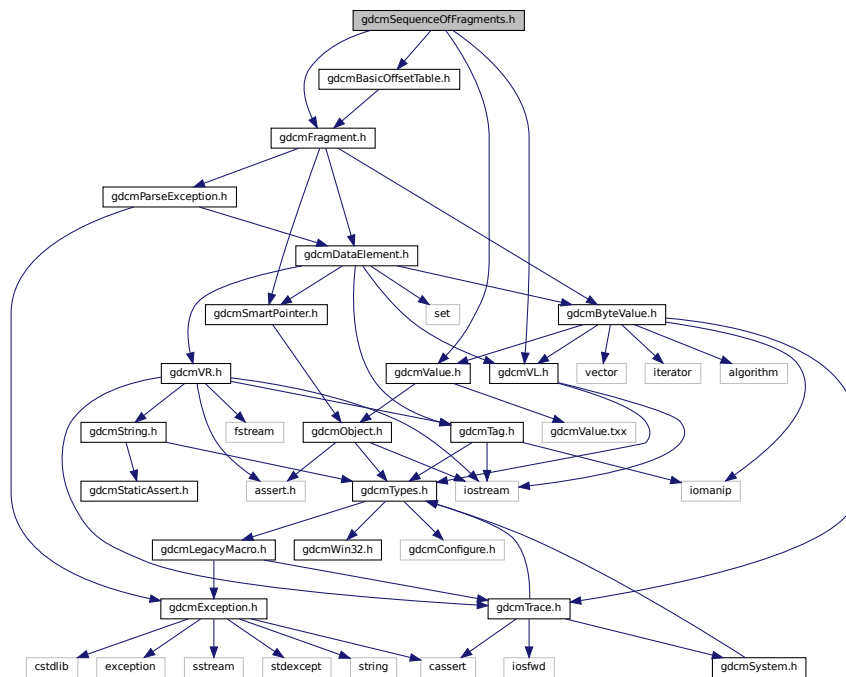 gdcmSequenceOfFragments.h
gdcmBasicOffsetTable.h
gdcmFragment.h
gdcmParseException.h
gdcmDataElement.h
gdcmSmartPointer.h
set
gdcmByteValue.h
gdcmVR.h
gdcmValue.h
gdcmVL.h
vector
iterator
algorithm
gdcmString.h
fstream
gdcmObject.h
gdcmTag.h
gdcmValue.txx
gdcmStaticAssert.h
assert.h
gdcmTypes.h
iostream
iomanip
gdcmLegacyMacro.h
gdcmWin32.h
gdcmConfigure.h
gdcmException.h
gdcmTrace.h
cstdlib
exception
sstream
stdexcept
string
cassert
iosfwd
gdcmSystem.h